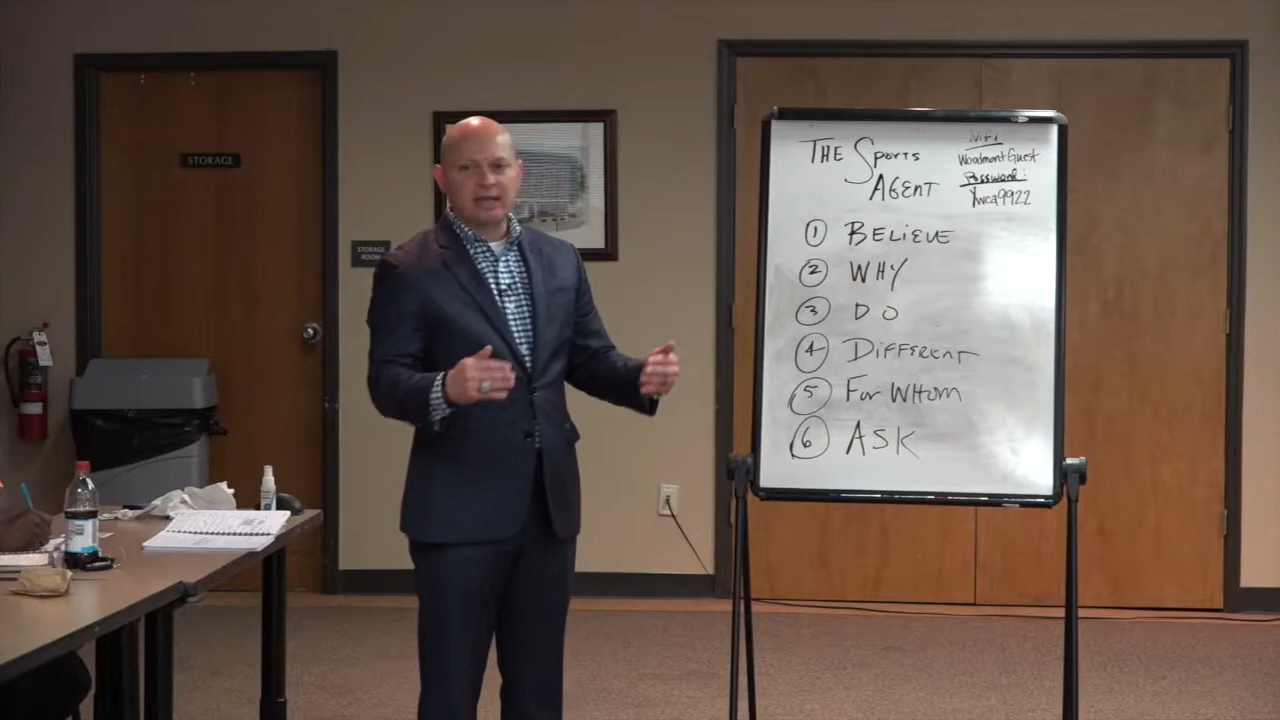 STORAGE
STORAGE
ROOM
THE SPORTS
AGENT
WiFi
Woodmont Guest
Password:
Ywca9922
1 BELIEVE
2 WHY
3 DO
4 DIFFERENT
5 For WHom
6 ASK